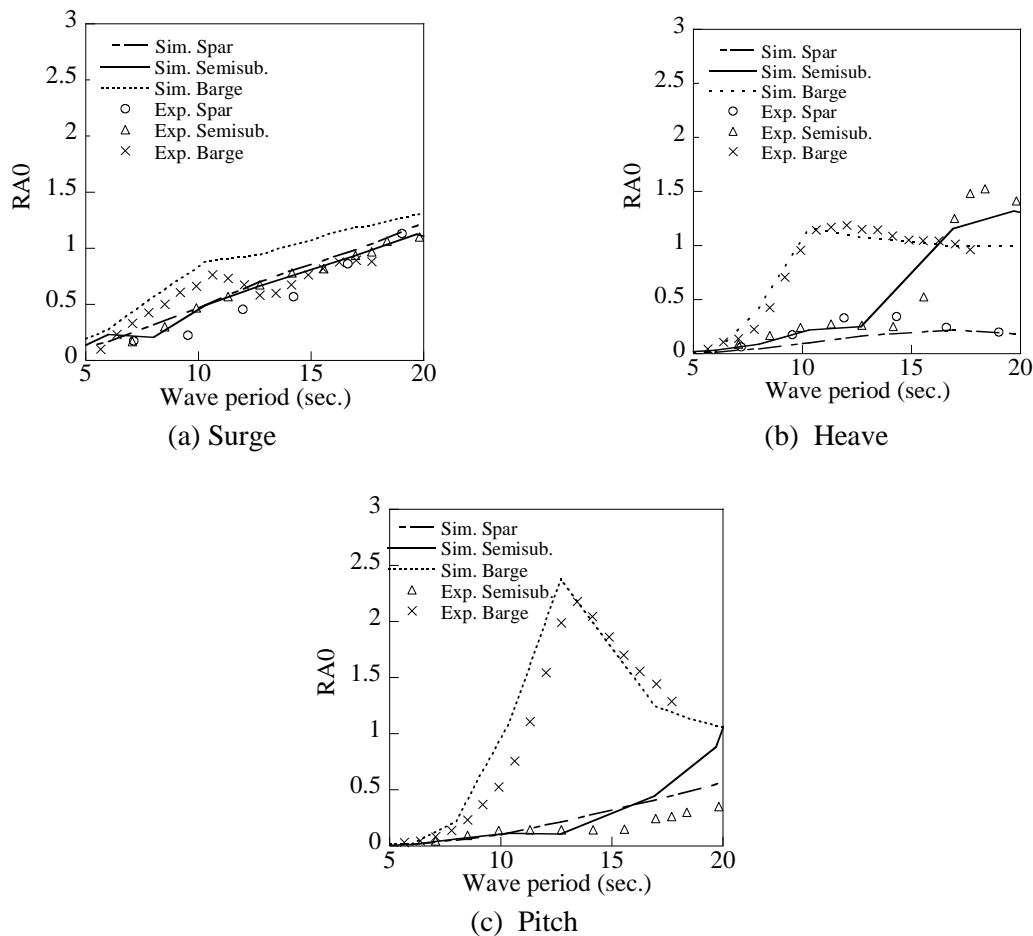 3
2.5
2
1.5
1
0.5
0
RA0
Sim. Spar
Sim. Semisub.
Sim. Barge
Exp. Spar
Exp. Semisub.
Exp. Barge
5 10 15 20
Wave period (sec.)
(a) Surge
3
2.5
2
1.5
1
0.5
0
RA0
Sim. Spar
Sim. Semisub.
Sim. Barge
Exp. Spar
Exp. Semisub.
Exp. Barge
5 10 15 20
Wave period (sec.)
(b) Heave
3
2.5
2
1.5
1
0.5
0
RA0
Sim. Spar
Sim. Semisub.
Sim. Barge
Exp. Semisub.
Exp. Barge
5 10 15 20
Wave period (sec.)
(c) Pitch